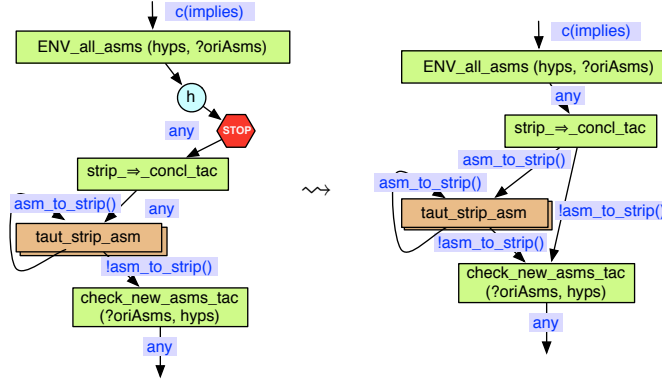 c(implies)
ENV_all_asms (hyps, ?oriAsms)
h
any
STOP
strip_⇒_concl_tac
asm_to_strip()
any
taut_strip_asm
!asm_to_strip()
check_new_asms_tac
(?oriAsms, hyps)
any
⇝
c(implies)
ENV_all_asms (hyps, ?oriAsms)
any
strip_⇒_concl_tac
asm_to_strip()
asm_to_strip()
taut_strip_asm
!asm_to_strip()
!asm_to_strip()
check_new_asms_tac
(?oriAsms, hyps)
any